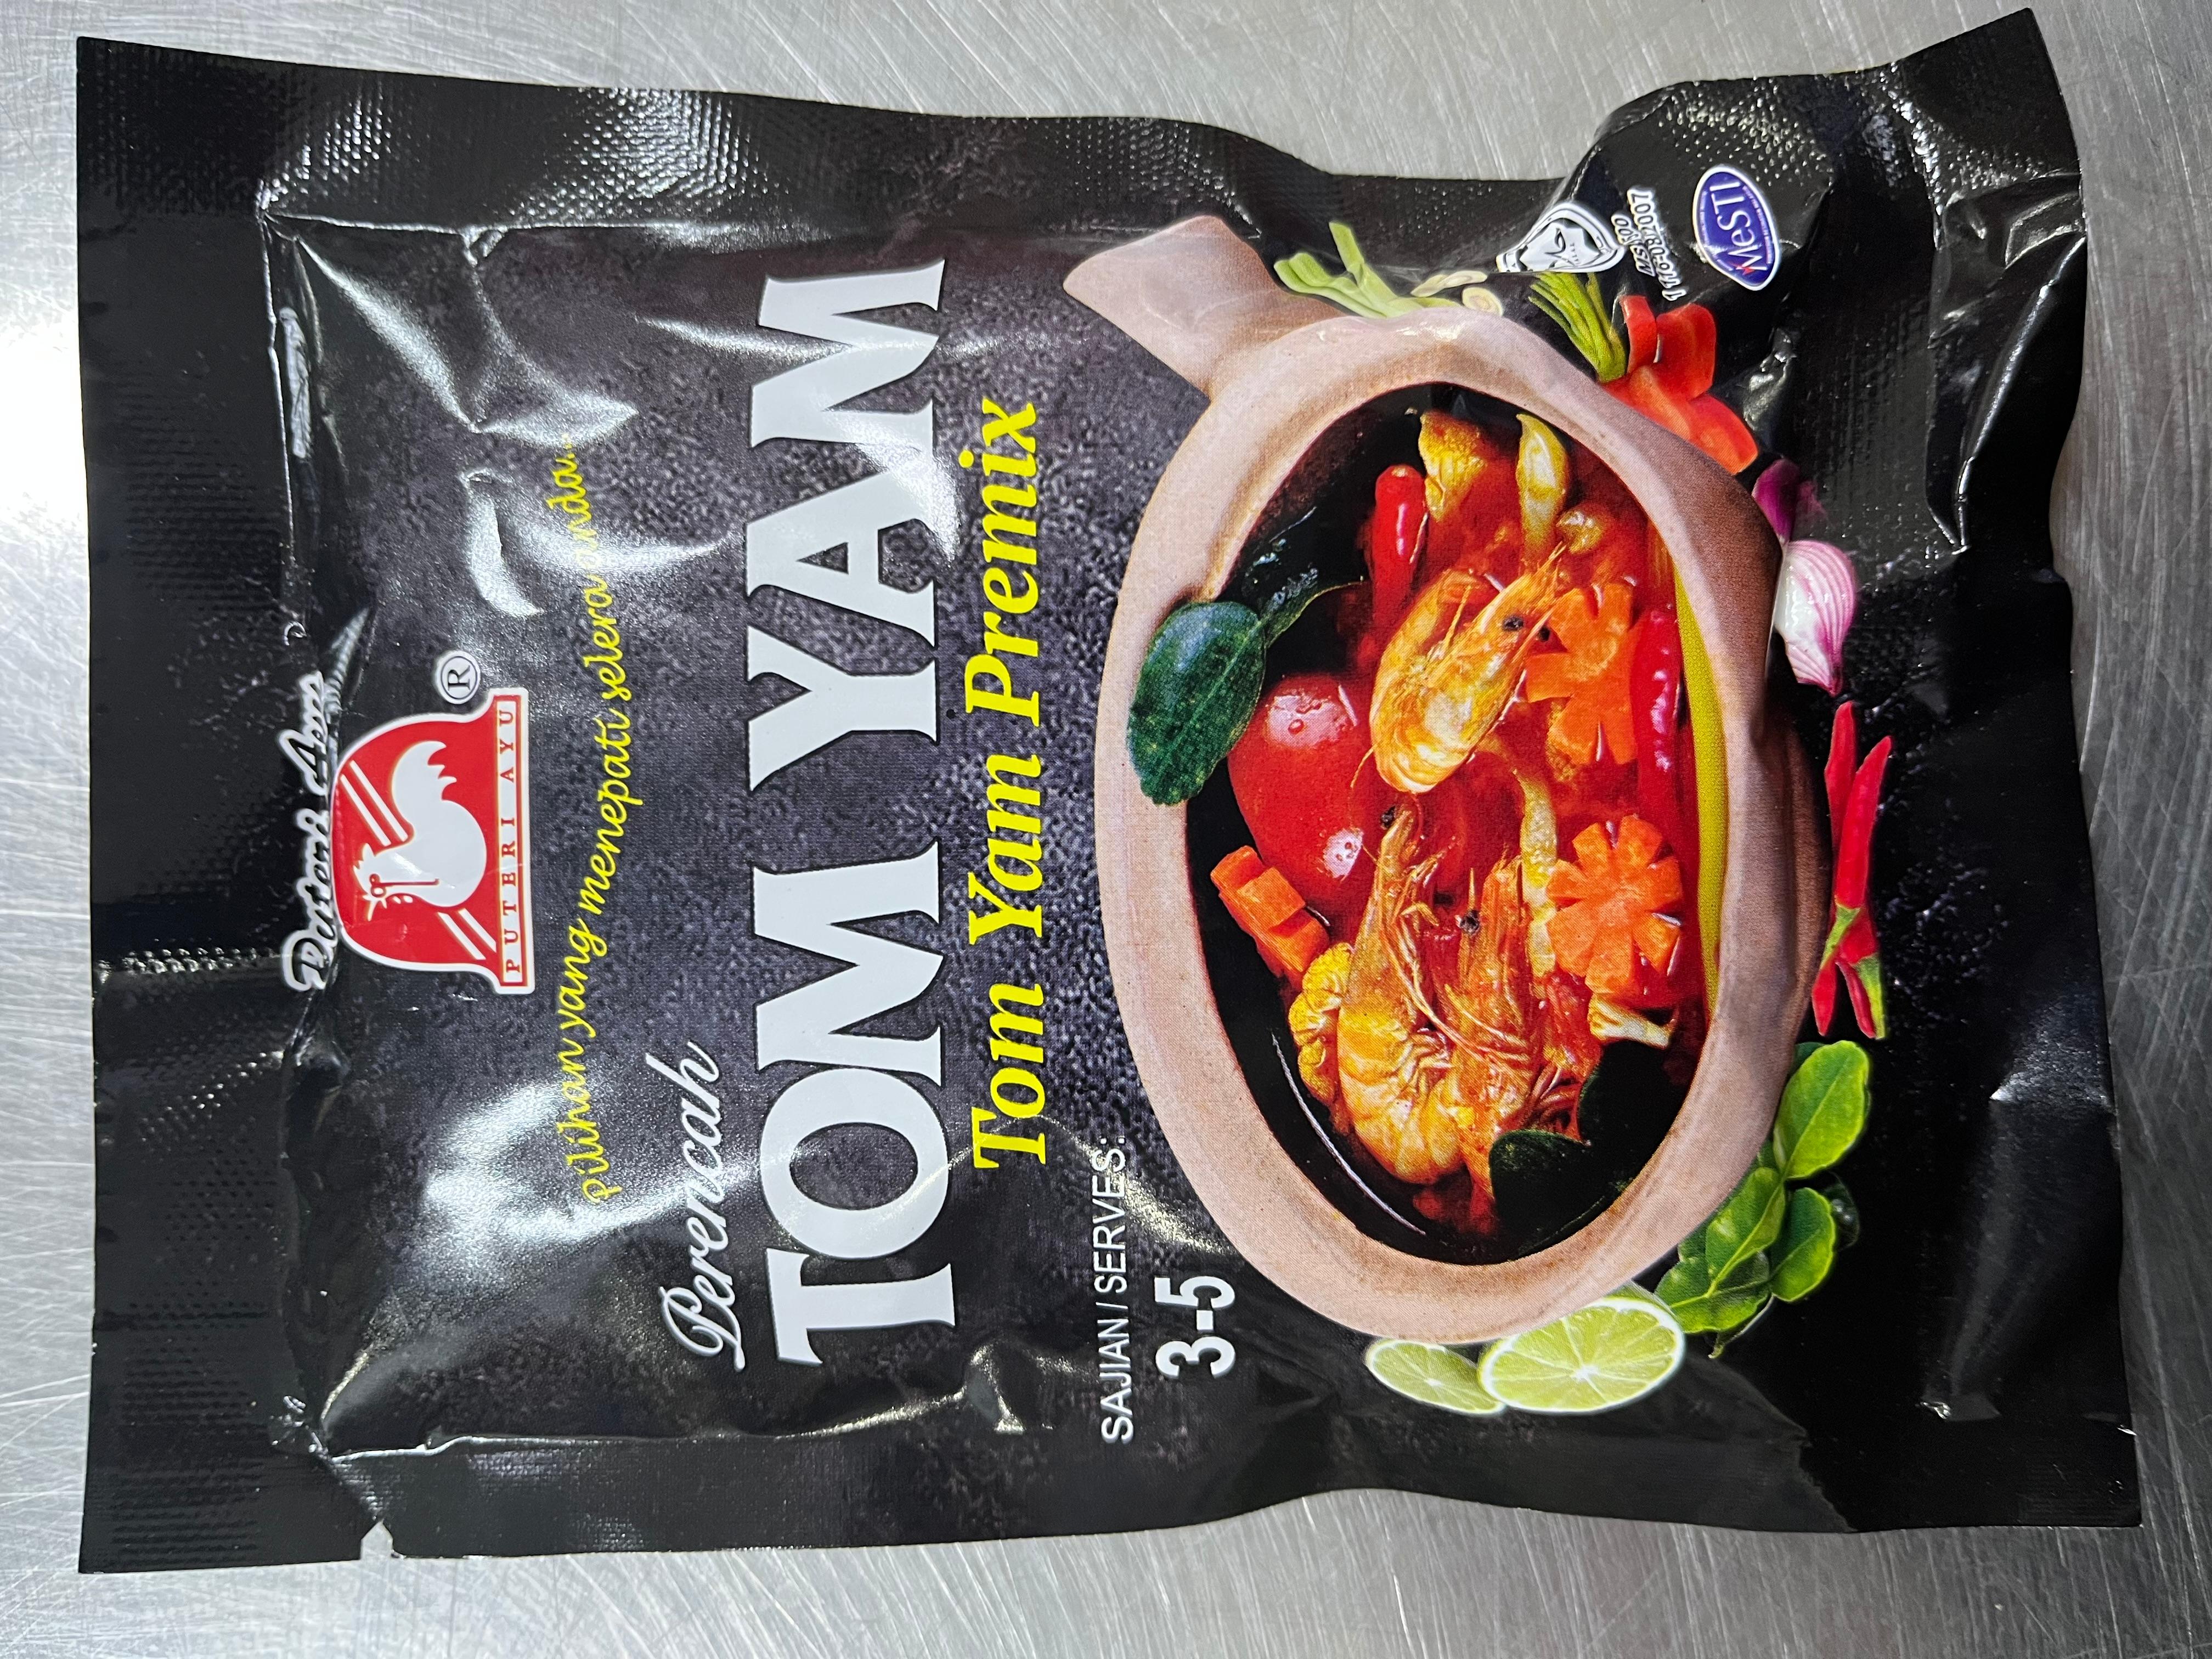 Puteri Ayu
®
PUTERI AYU
pilihan yang menepati selera anda...
Perencah
TOM YAM
Tom Yam Premix
SAJIAN / SERVES:
3-5
MeSTI